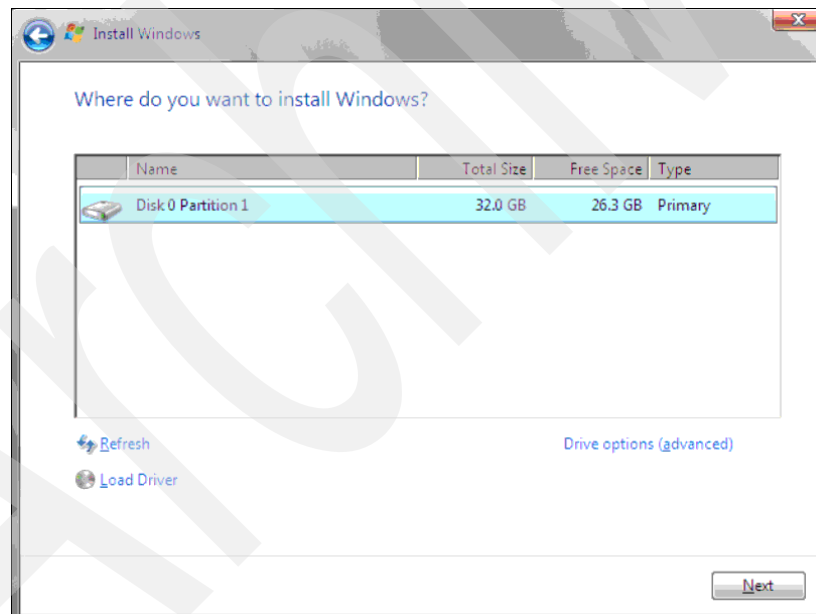 Install Windows
Where do you want to install Windows?
Name Total Size Free Space Type
Disk 0 Partition 1 32.0 GB 26.3 GB Primary
Refresh Drive options (advanced)
Load Driver
Next